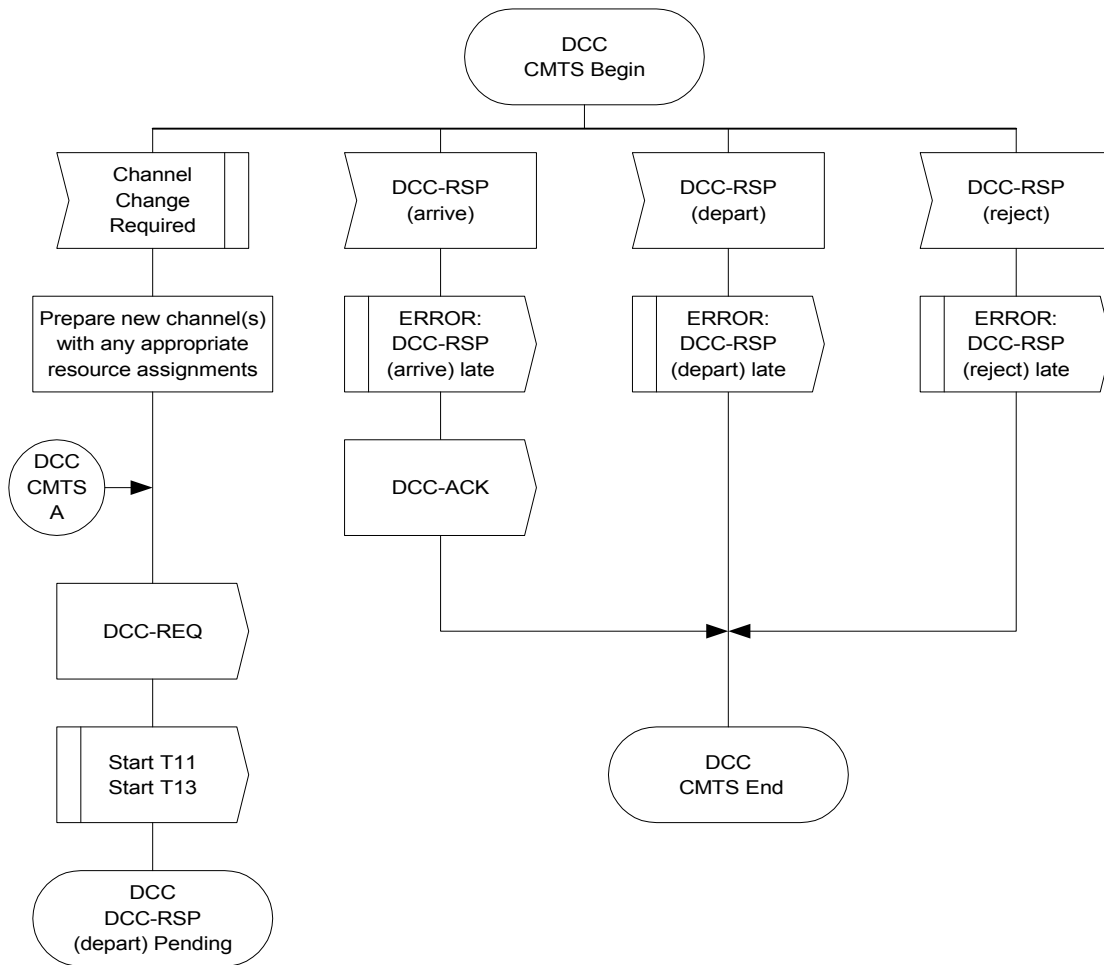 DCC
CMTS Begin
Channel
Change
Required
DCC-RSP
(arrive)
DCC-RSP
(depart)
DCC-RSP
(reject)
Prepare new channel(s)
with any appropriate
resource assignments
ERROR:
DCC-RSP
(arrive) late
ERROR:
DCC-RSP
(depart) late
ERROR:
DCC-RSP
(reject) late
DCC
CMTS
A
DCC-ACK
DCC-REQ
Start T11
Start T13
DCC
CMTS End
DCC
DCC-RSP
(depart) Pending